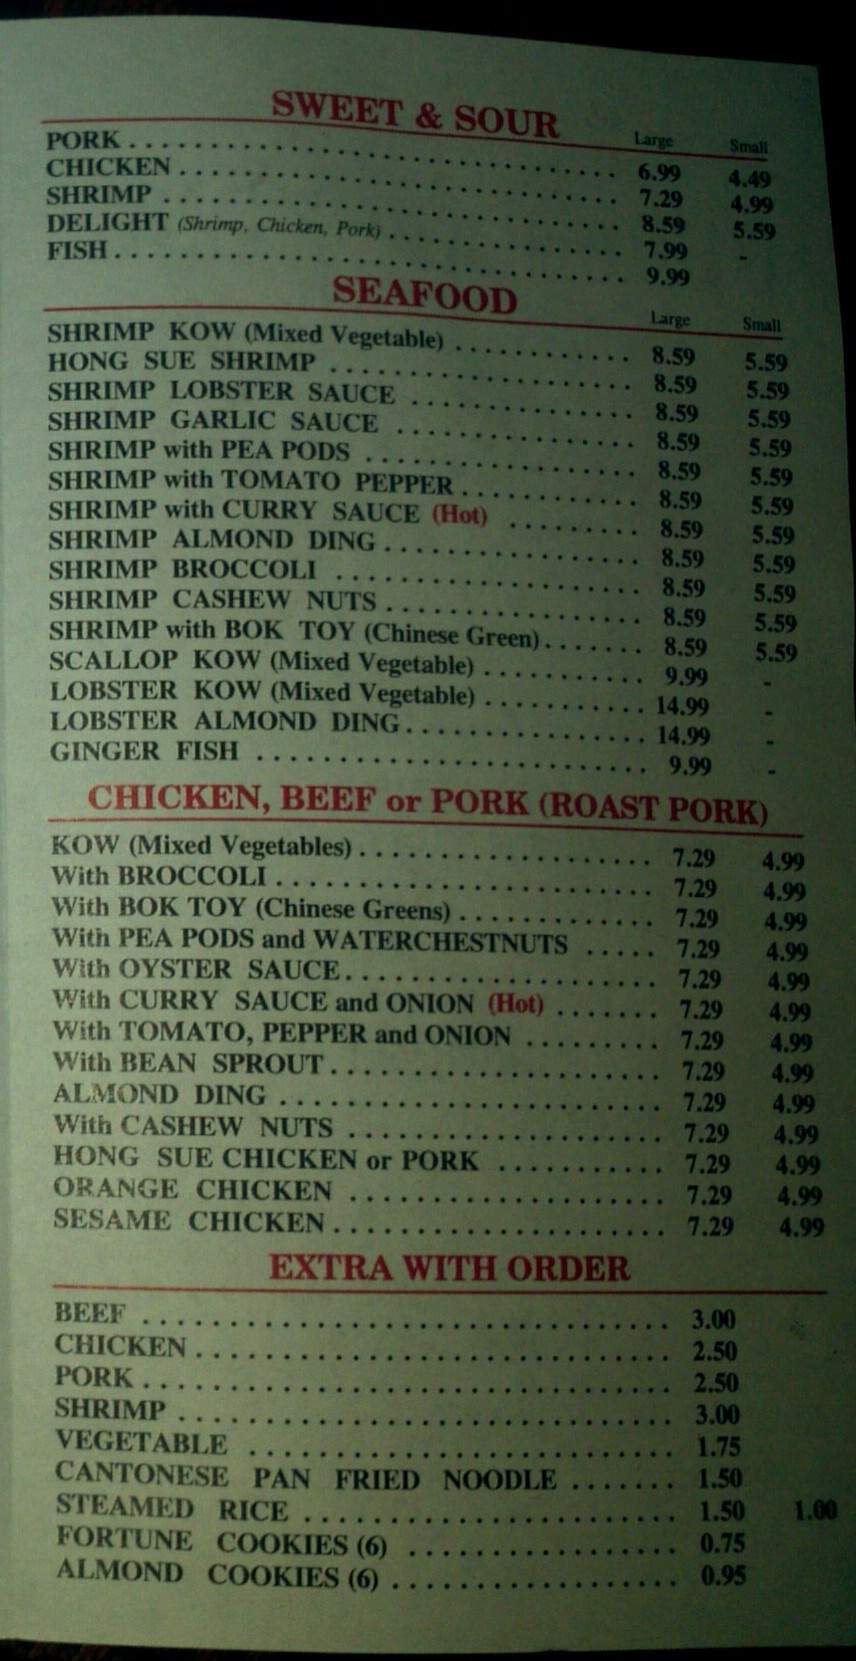 SWEET & SOUR
Large Small
PORK 6.99 4.49
CHICKEN 7.29 4.99
SHRIMP 8.59 5.59
DELIGHT (Shrimp, Chicken, Pork) 7.99 -
FISH 9.99
SEAFOOD
Large Small
SHRIMP KOW (Mixed Vegetable) 8.59 5.59
HONG SUE SHRIMP 8.59 5.59
SHRIMP LOBSTER SAUCE 8.59 5.59
SHRIMP GARLIC SAUCE 8.59 5.59
SHRIMP with PEA PODS 8.59 5.59
SHRIMP with TOMATO PEPPER 8.59 5.59
SHRIMP with CURRY SAUCE (Hot) 8.59 5.59
SHRIMP ALMOND DING 8.59 5.59
SHRIMP BROCCOLI 8.59 5.59
SHRIMP CASHEW NUTS 8.59 5.59
SHRIMP with BOK TOY (Chinese Green) 8.59 5.59
SCALLOP KOW (Mixed Vegetable) 9.99 -
LOBSTER KOW (Mixed Vegetable) 14.99 -
LOBSTER ALMOND DING 14.99 -
GINGER FISH 9.99 -
CHICKEN, BEEF or PORK (ROAST PORK)
KOW (Mixed Vegetables) 7.29 4.99
With BROCCOLI 7.29 4.99
With BOK TOY (Chinese Greens) 7.29 4.99
With PEA PODS and WATERCHESTNUTS 7.29 4.99
With OYSTER SAUCE 7.29 4.99
With CURRY SAUCE and ONION (Hot) 7.29 4.99
With TOMATO, PEPPER and ONION 7.29 4.99
With BEAN SPROUT 7.29 4.99
ALMOND DING 7.29 4.99
With CASHEW NUTS 7.29 4.99
HONG SUE CHICKEN or PORK 7.29 4.99
ORANGE CHICKEN 7.29 4.99
SESAME CHICKEN 7.29 4.99
EXTRA WITH ORDER
BEEF 3.00
CHICKEN 2.50
PORK 2.50
SHRIMP 3.00
VEGETABLE 1.75
CANTONESE PAN FRIED NOODLE 1.50
STEAMED RICE 1.50 1.00
FORTUNE COOKIES (6) 0.75
ALMOND COOKIES (6) 0.95